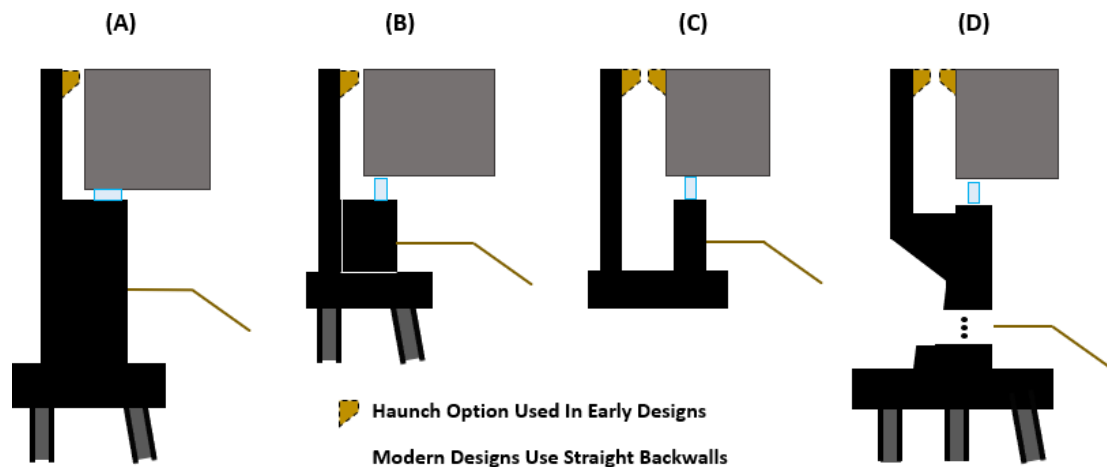 (A) (B) (C) (D)
Haunch Option Used In Early Designs
Modern Designs Use Straight Backwalls